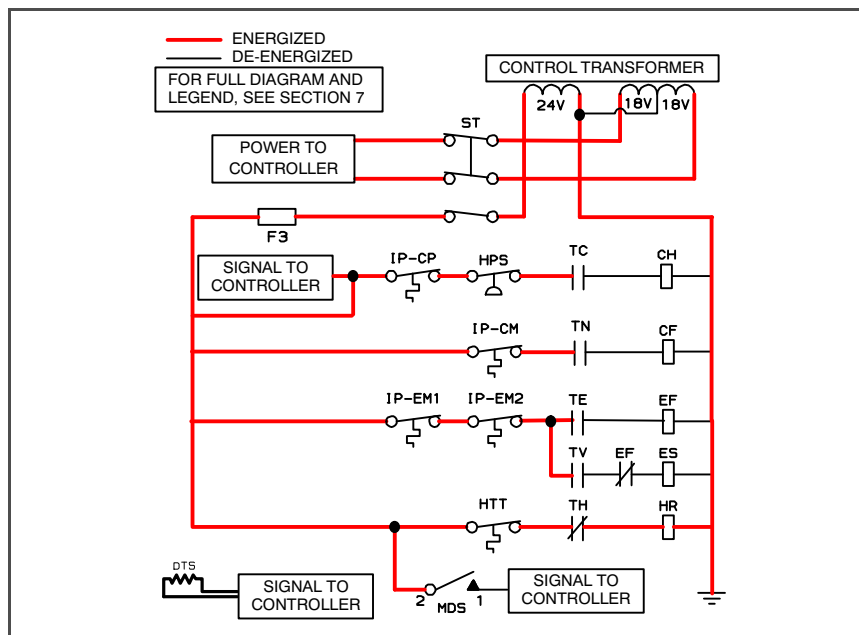 ENERGIZED
DE-ENERGIZED
FOR FULL DIAGRAM AND
LEGEND, SEE SECTION 7
CONTROL TRANSFORMER
24V
18V
18V
ST
POWER TO
CONTROLLER
F3
SIGNAL TO
CONTROLLER
IP-CP
HPS
TC
CH
IP-CM
TN
CF
IP-EM1
IP-EM2
TE
EF
TV
EF
ES
HTT
TH
HR
DTS
SIGNAL TO
CONTROLLER
2
MDS
1
SIGNAL TO
CONTROLLER